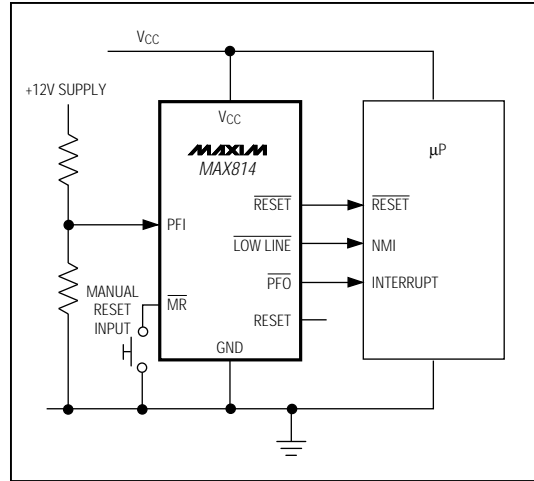 VCC
+12V SUPPLY
VCC
MAXIM
MAX814
μP
RESET
RESET
PFI
LOW LINE
NMI
MANUAL
RESET
INPUT
MR
PFO
INTERRUPT
RESET
GND